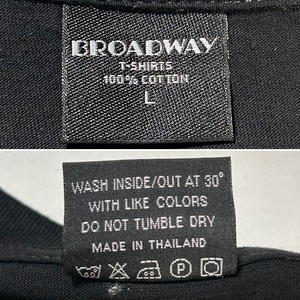 BROADWAY
T-SHIRTS
100% COTTON
L
WASH INSIDE/OUT AT 30°
WITH LIKE COLORS
DO NOT TUMBLE DRY
MADE IN THAILAND
P